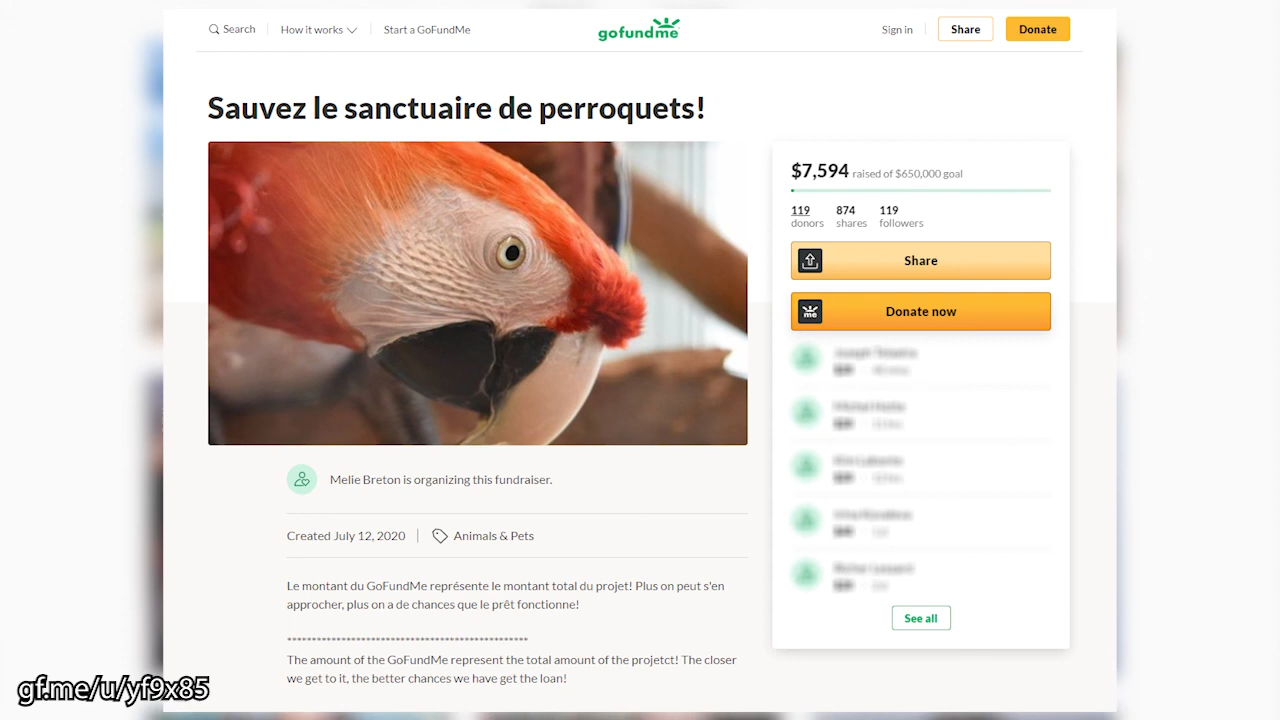 Search
How it works
Start a GoFundMe
gofundme
Sign in
Share
Donate
Sauvez le sanctuaire de perroquets!
$7,594 raised of $650,000 goal
119 874 119
donors shares followers
Share
me
Donate now
See all
Melie Breton is organizing this fundraiser.
Created July 12, 2020
Animals & Pets
Le montant du GoFundMe représente le montant total du projet! Plus on peut s'en
approcher, plus on a de chances que le prêt fonctionne!
*************************************************
The amount of the GoFundMe represent the total amount of the projetct! The closer
we get to it, the better chances we have get the loan!
gf.me/u/yf9x85